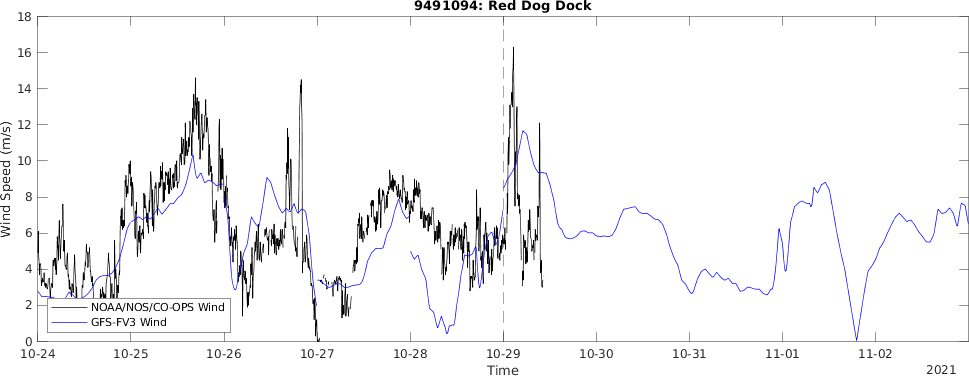 9491094: Red Dog Dock
Wind Speed (m/s)
18
16
14
12
10
8
6
4
2
0
NOAA/NOS/CO-OPS Wind
GFS-FV3 Wind
10-24 10-25 10-26 10-27 10-28 10-29 10-30 10-31 11-01 11-02
Time
2021